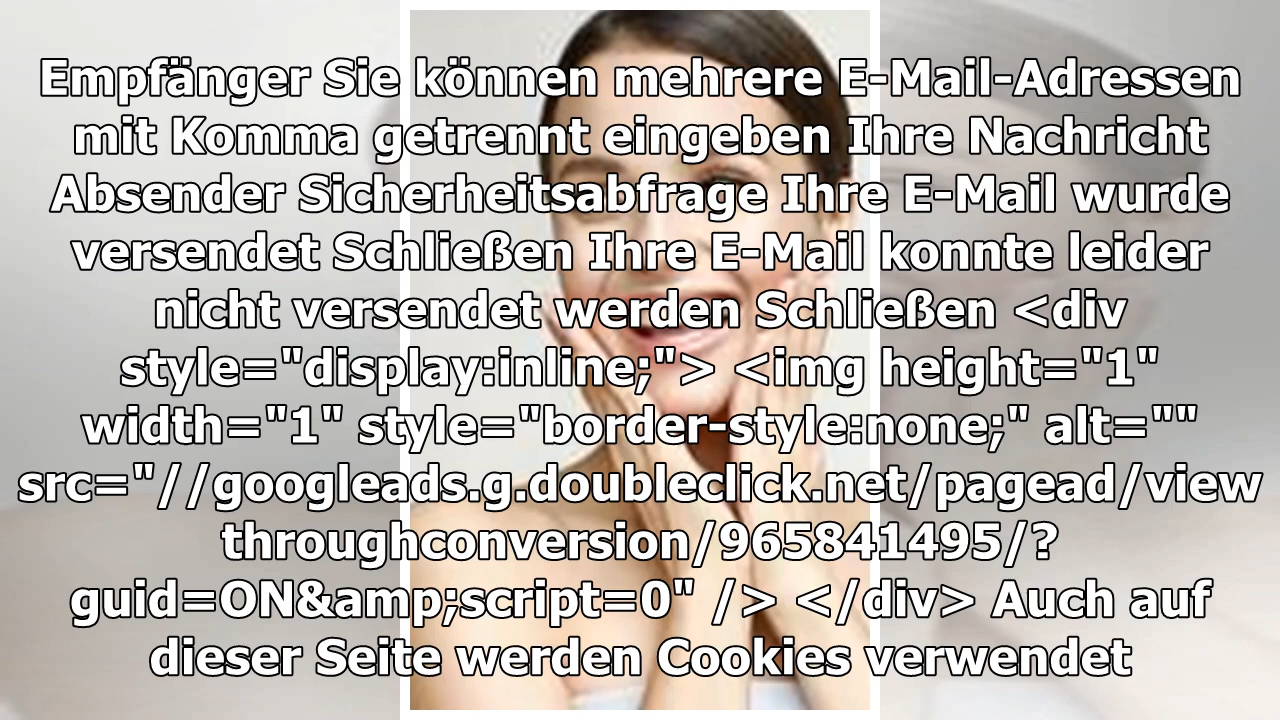 Empfänger Sie können mehrere E-Mail-Adressen
mit Komma getrennt eingeben Ihre Nachricht
Absender Sicherheitsabfrage Ihre E-Mail wurde
versendet Schließen Ihre E-Mail konnte leider
nicht versendet werden Schließen <div
style="display:inline;"> <img height="1"
width="1" style="border-style:none;" alt=""
src="//googleads.g.doubleclick.net/pagead/view
throughconversion/965841495/?
guid=ON&amp;script=0" /> </div> Auch auf
dieser Seite werden Cookies verwendet